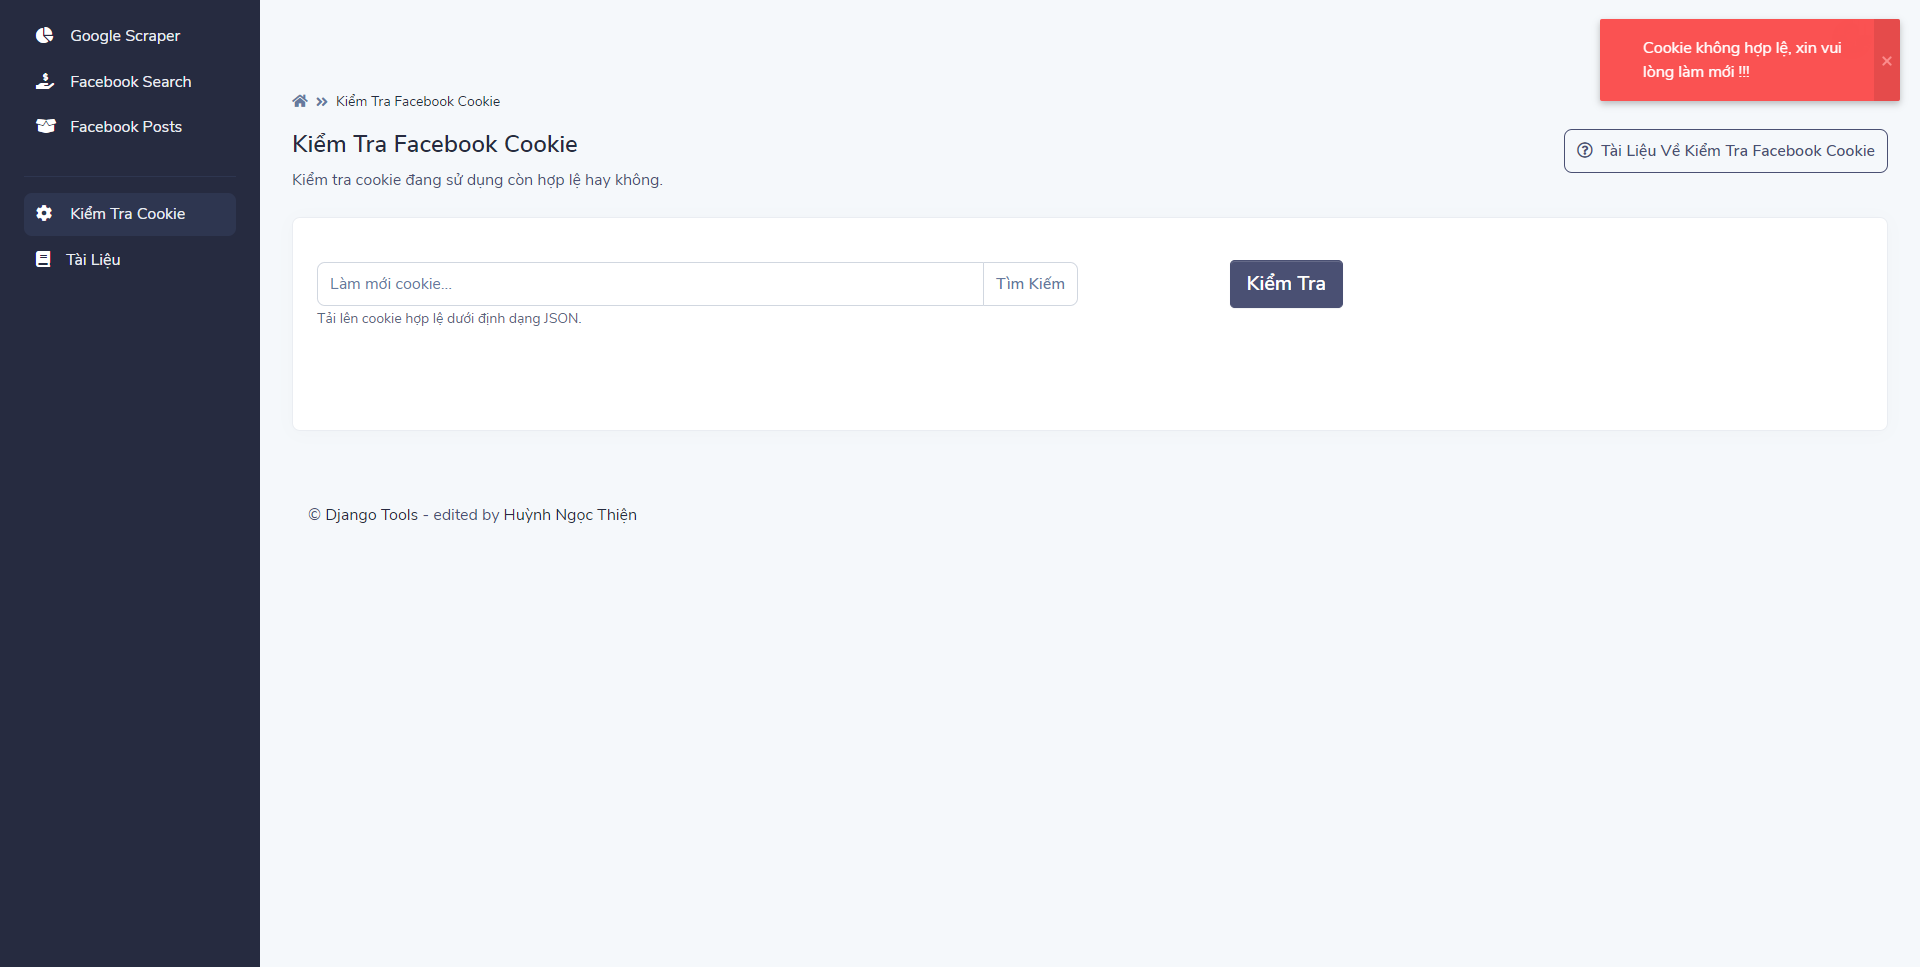 Google Scraper
Facebook Search
Facebook Posts
Kiểm Tra Cookie
Tài Liệu
Cookie không hợp lệ, xin vui
lòng làm mới !!!
×
Kiểm Tra Facebook Cookie
Kiểm Tra Facebook Cookie
Kiểm tra cookie đang sử dụng còn hợp lệ hay không.
Tài Liệu Về Kiểm Tra Facebook Cookie
Làm mới cookie...
Tìm Kiếm
Kiểm Tra
Tải lên cookie hợp lệ dưới định dạng JSON.
© Django Tools - edited by Huỳnh Ngọc Thiện